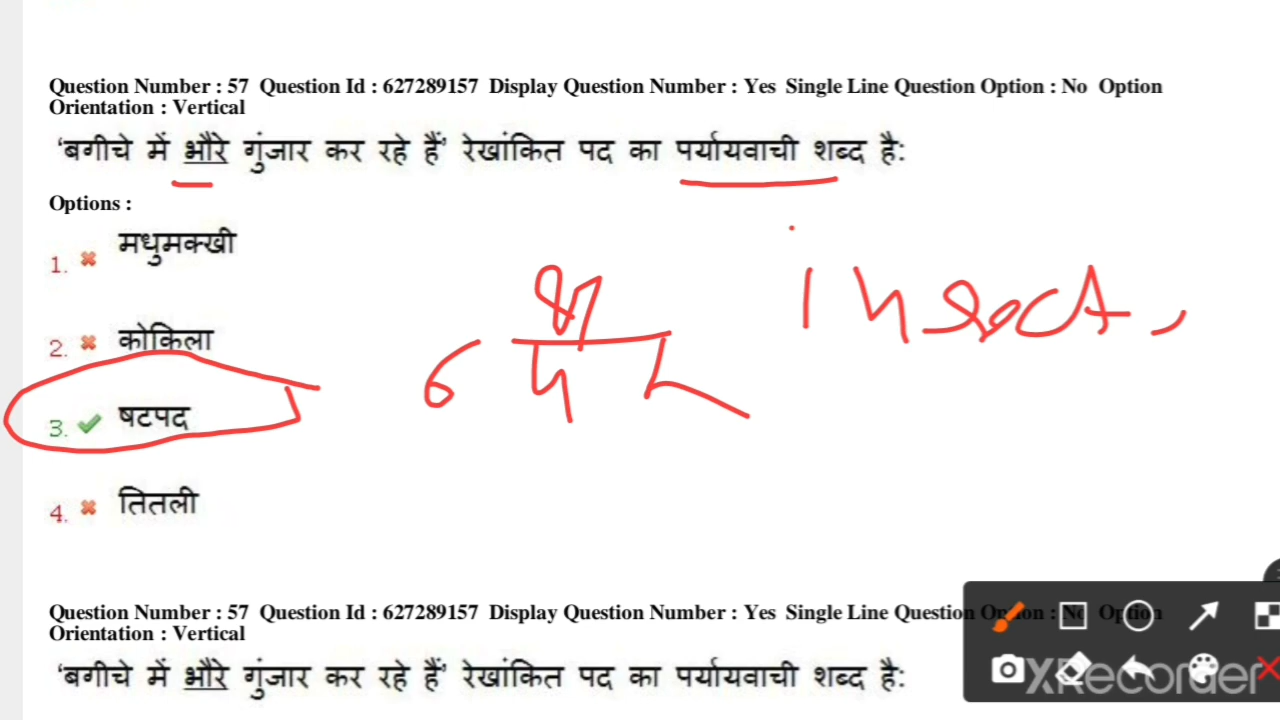 Question Number : 57 Question Id : 627289157 Display Question Number : Yes Single Line Question Option : No Option
Orientation : Vertical
'बगीचे में भौरे गुंजार कर रहे हैं' रेखांकित पद का पर्यायवाची शब्द है:
Options :
1. मधुमक्खी
2. कोकिला
insect,
6
3. षटपद
4. तितली
Question Number : 57 Question Id : 627289157 Display Question Number : Yes Single Line Question Option : No Option
Orientation : Vertical
'बगीचे में भौरे गुंजार कर रहे हैं' रेखांकित पद का पर्यायवाची शब्द है:
XRecorder